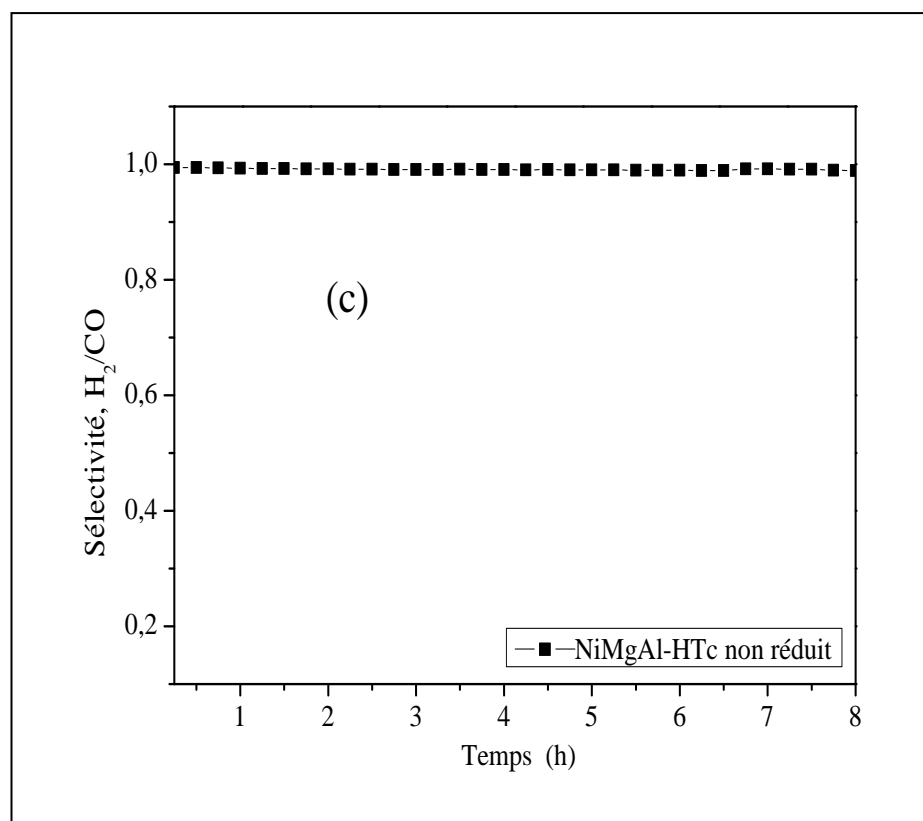 1,0
0,8
(c)
0,6
0,4
0,2
Sélectivité, H₂/CO
NiMgAl-HTc non réduit
1 2 3 4 5 6 7 8
Temps (h)